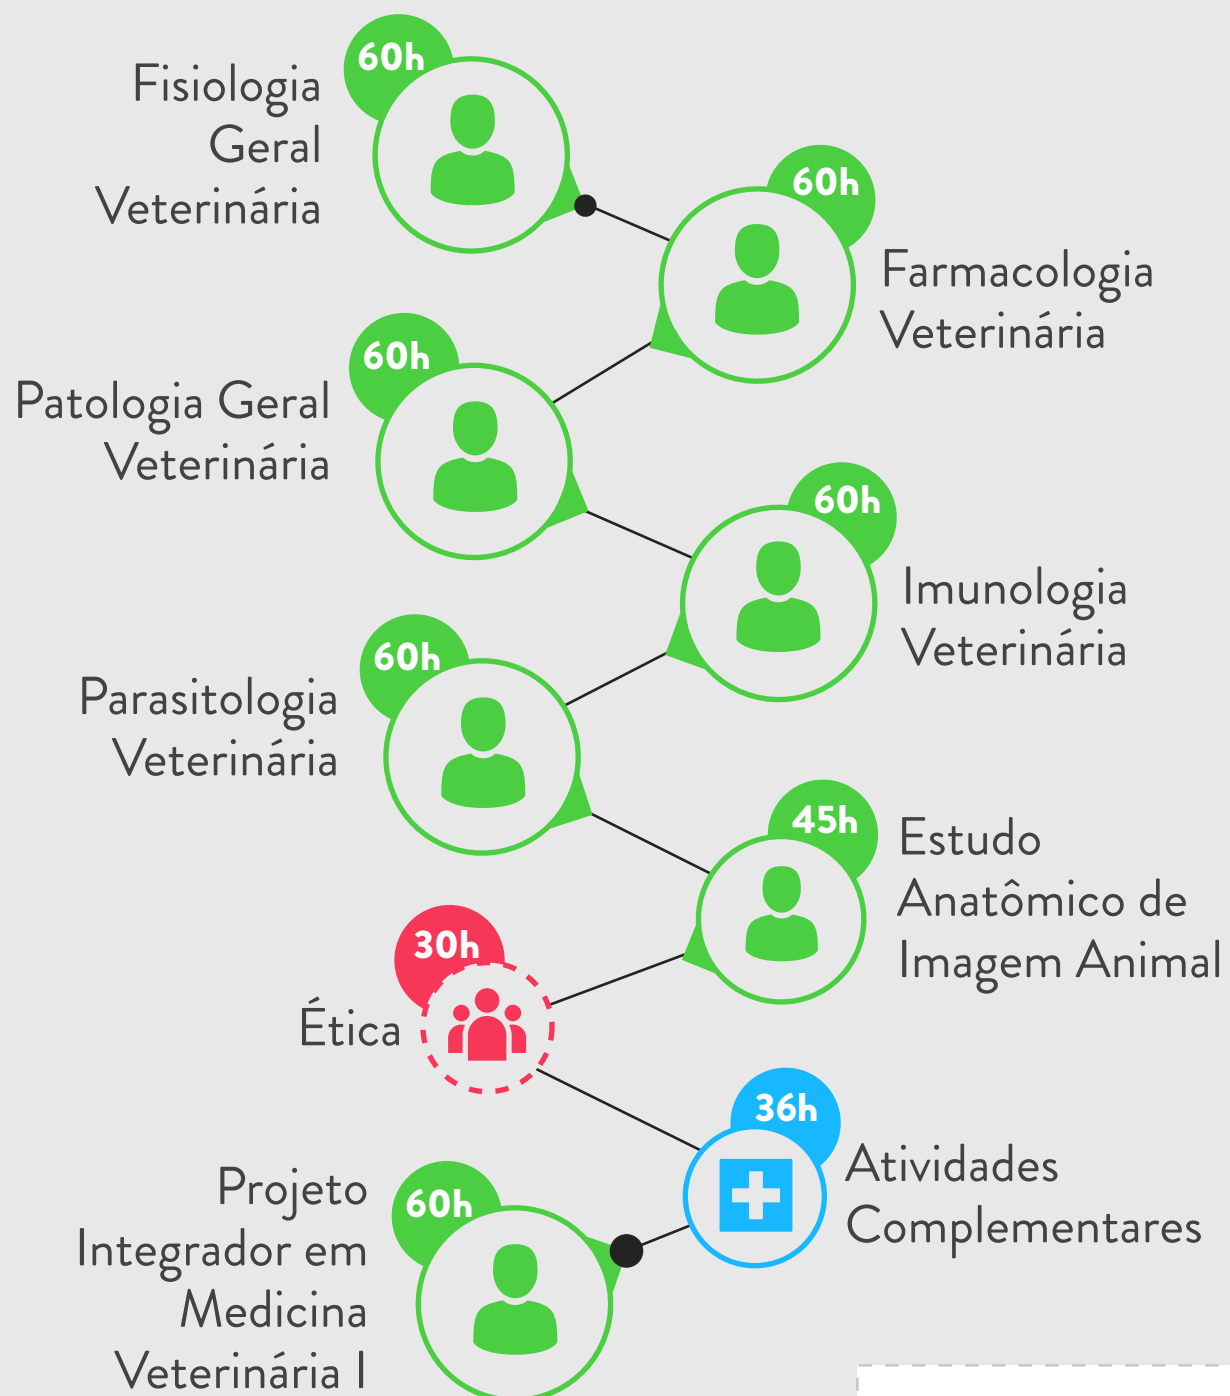 60h
Fisiologia
Geral
Veterinária
60h
Farmacologia
Veterinária
60h
Patologia Geral
Veterinária
60h
Imunologia
Veterinária
60h
Parasitologia
Veterinária
45h
Estudo
Anatômico de
Imagem Animal
30h
Ética
36h
Atividades
Complementares
60h
Projeto
Integrador em
Medicina
Veterinária I